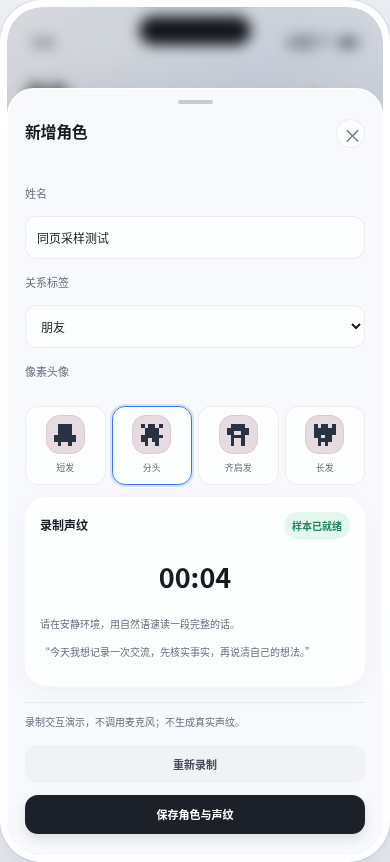 新增角色
姓名
同页采样测试
关系标签
朋友
像素头像
短发
分头
齐肩发
长发
录制声纹
样本已就绪
00:04
请在安静环境，用自然语速读一段完整的话。
“今天我想记录一次交流，先核实事实，再说清自己的想法。”
录制交互演示，不调用麦克风；不生成真实声纹。
重新录制
保存角色与声纹